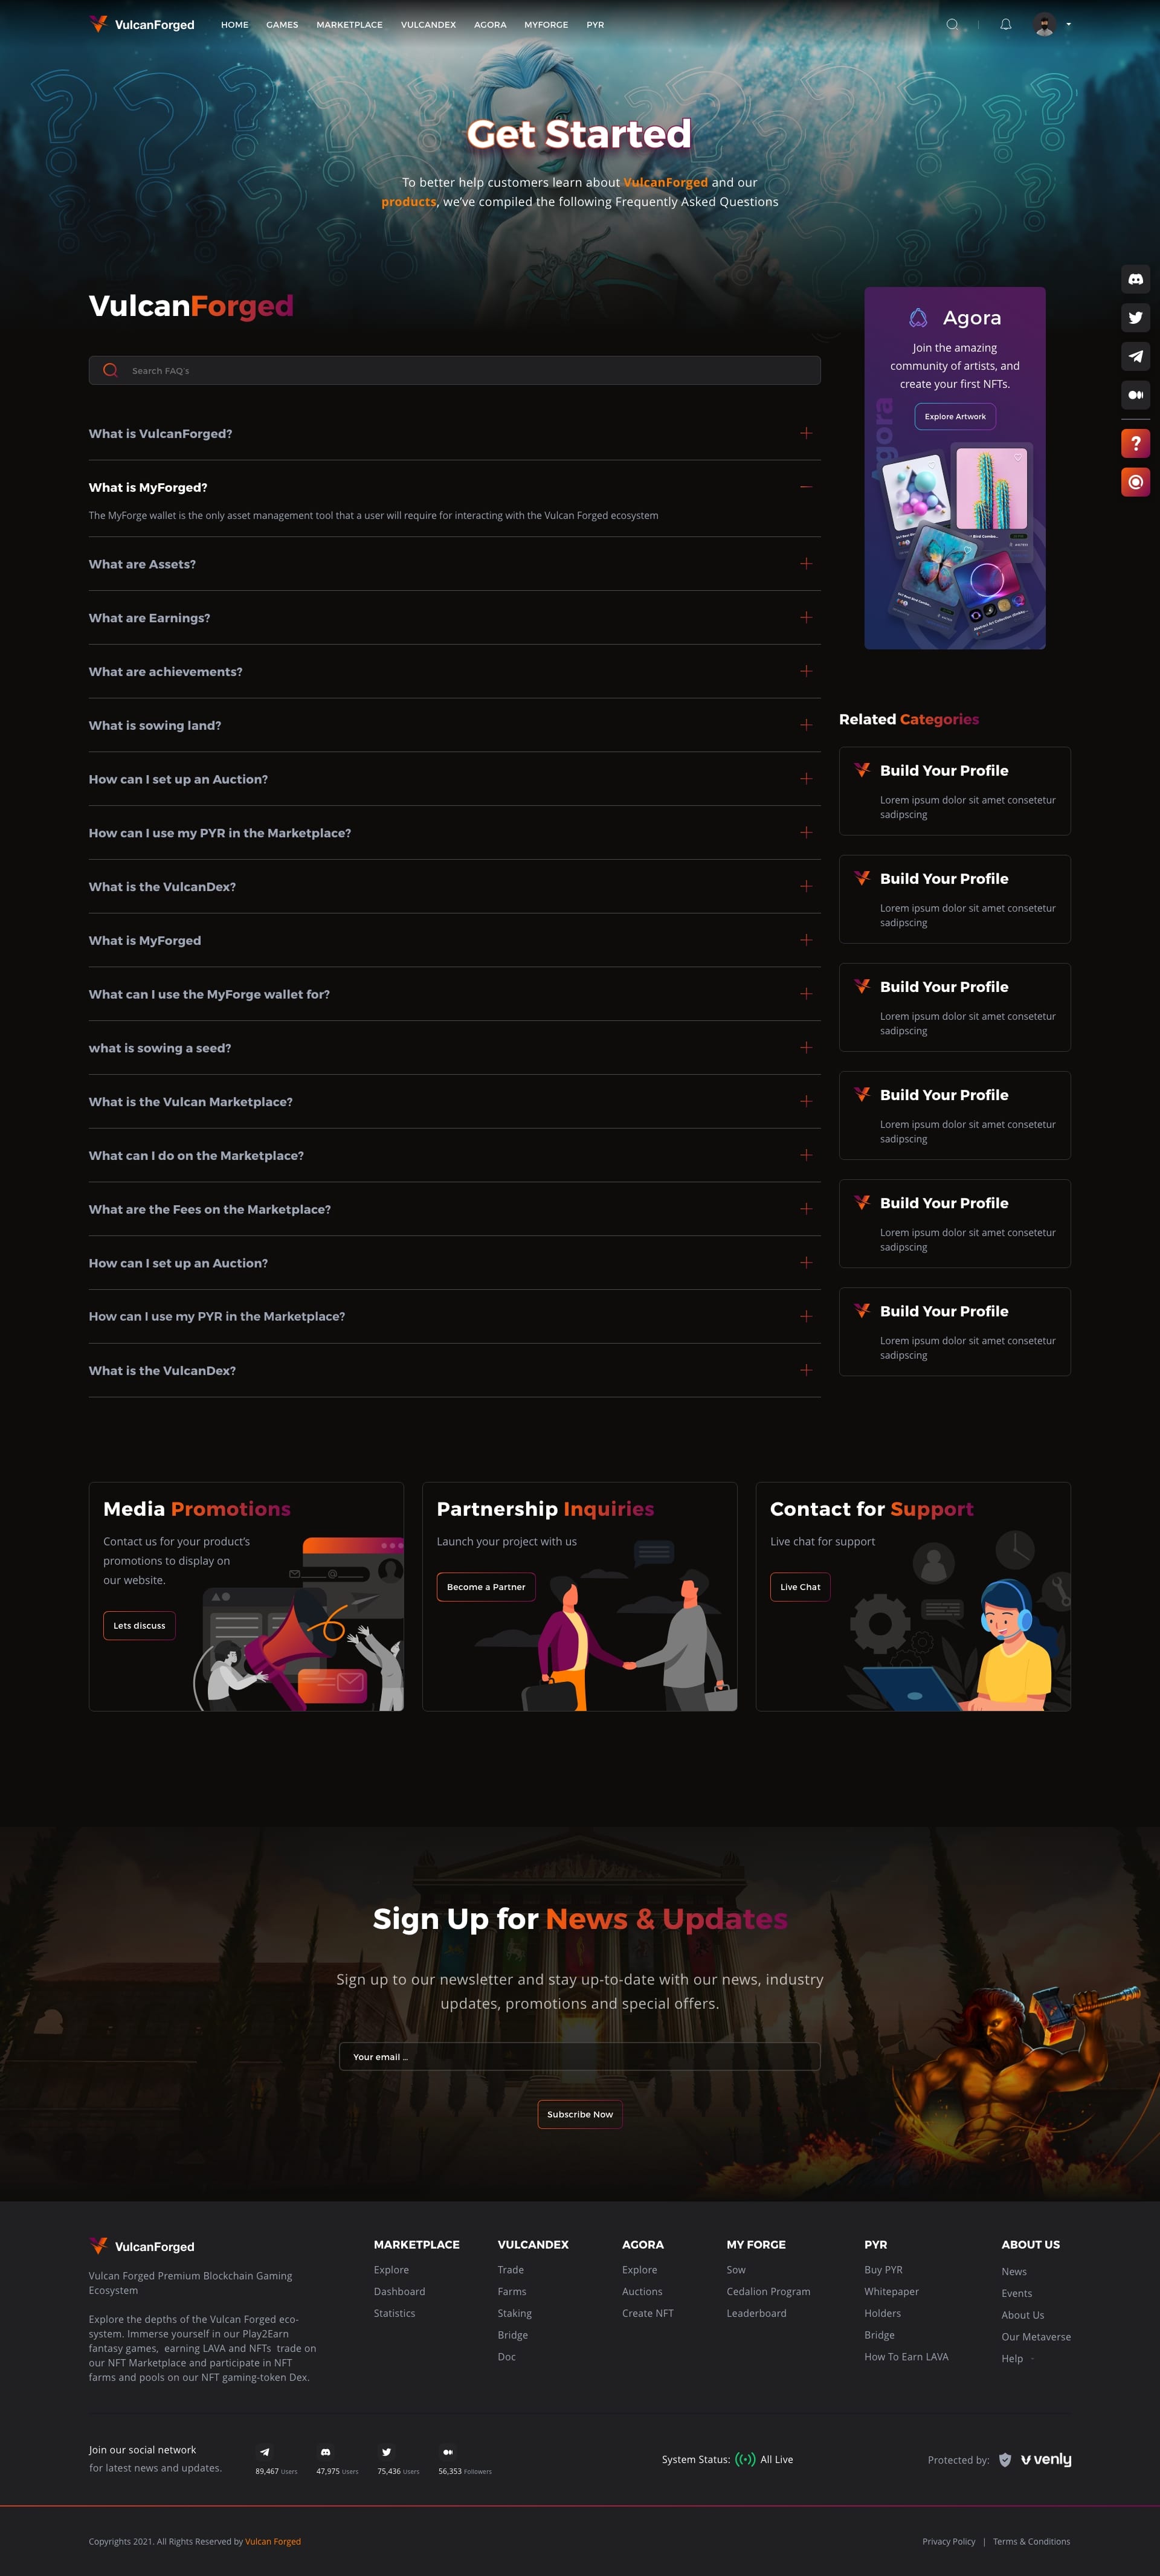 VulcanForged
HOME GAMES MARKETPLACE VULCANDEX AGORA MYFORGE PYR
Get Started
To better help customers learn about VulcanForged and our
products, we've compiled the following Frequently Asked Questions
VulcanForged
Search FAQ's
What is VulcanForged?
What is MyForged?
The MyForge wallet is the only asset management tool that a user will require for interacting with the Vulcan Forged ecosystem
What are Assets?
What are Earnings?
What are achievements?
What is sowing land?
How can I set up an Auction?
How can I use my PYR in the Marketplace?
What is the VulcanDex?
What is MyForged
What can I use the MyForge wallet for?
what is sowing a seed?
What is the Vulcan Marketplace?
What can I do on the Marketplace?
What are the Fees on the Marketplace?
How can I set up an Auction?
How can I use my PYR in the Marketplace?
What is the VulcanDex?
Agora
Join the amazing
community of artists, and
create your first NFTs.
Explore Artwork
Agora
Related Categories
Build Your Profile
Lorem ipsum dolor sit amet consetetur
sadipscing
Build Your Profile
Lorem ipsum dolor sit amet consetetur
sadipscing
Build Your Profile
Lorem ipsum dolor sit amet consetetur
sadipscing
Build Your Profile
Lorem ipsum dolor sit amet consetetur
sadipscing
Build Your Profile
Lorem ipsum dolor sit amet consetetur
sadipscing
Build Your Profile
Lorem ipsum dolor sit amet consetetur
sadipscing
Media Promotions
Contact us for your product's
promotions to display on
our website.
Lets discuss
Partnership Inquiries
Launch your project with us
Become a Partner
Contact for Support
Live chat for support
Live Chat
Sign Up for News & Updates
Sign up to our newsletter and stay up-to-date with our news, industry
updates, promotions and special offers.
Your email ...
Subscribe Now
VulcanForged
Vulcan Forged Premium Blockchain Gaming
Ecosystem
Explore the depths of the Vulcan Forged eco-
system. Immerse yourself in our Play2Earn
fantasy games, earning LAVA and NFTs trade on
our NFT Marketplace and participate in NFT
farms and pools on our NFT gaming-token Dex.
MARKETPLACE
Explore
Dashboard
Statistics
VULCANDEX
Trade
Farms
Staking
Bridge
Doc
AGORA
Explore
Auctions
Create NFT
MY FORGE
Sow
Cedalion Program
Leaderboard
PYR
Buy PYR
Whitepaper
Holders
Bridge
How To Earn LAVA
ABOUT US
News
Events
About Us
Our Metaverse
Help
Join our social network
for latest news and updates.
89,467 Users
47,975 Users
75,436 Users
56,353 Followers
System Status: All Live
Protected by: venly
Copyrights 2021. All Rights Reserved by Vulcan Forged
Privacy Policy | Terms & Conditions